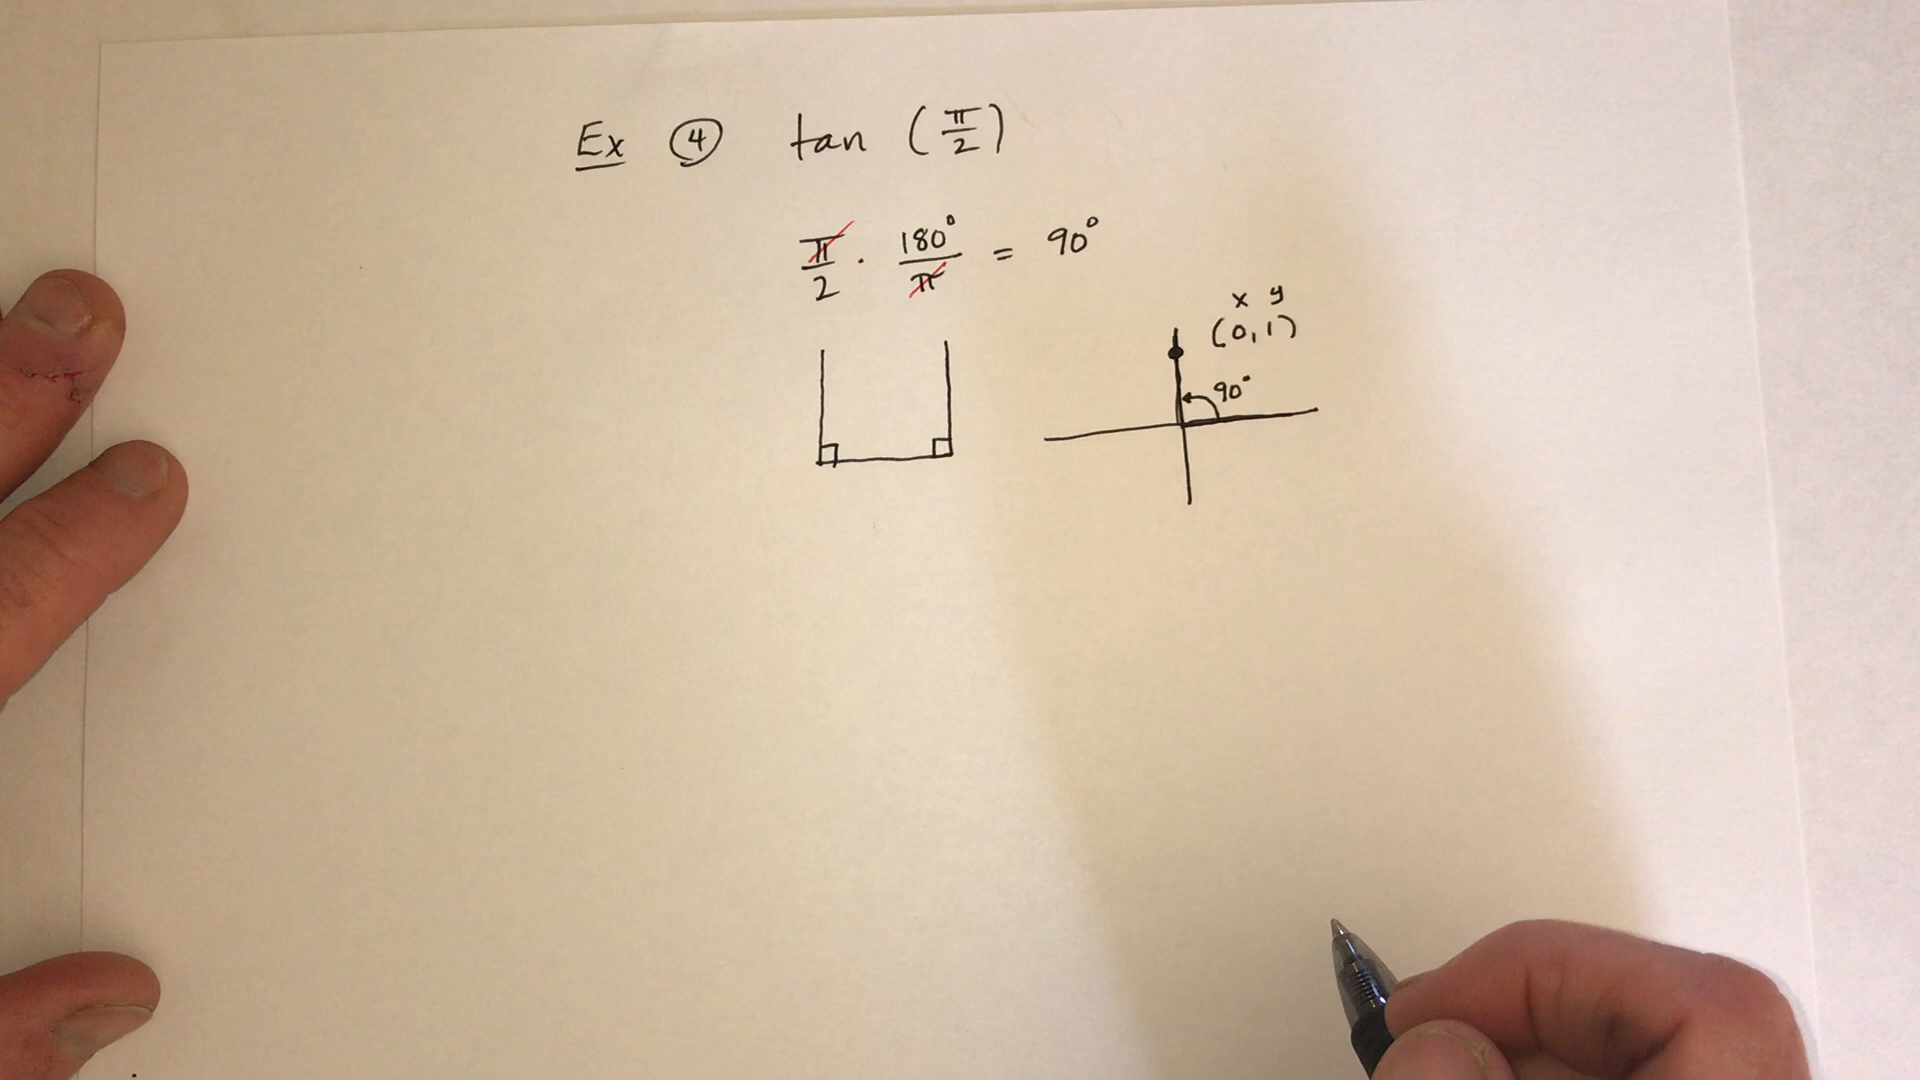 Ex ④ tan (π/2)
π/2 · 180°/π = 90°
x y
(0, 1)
90°